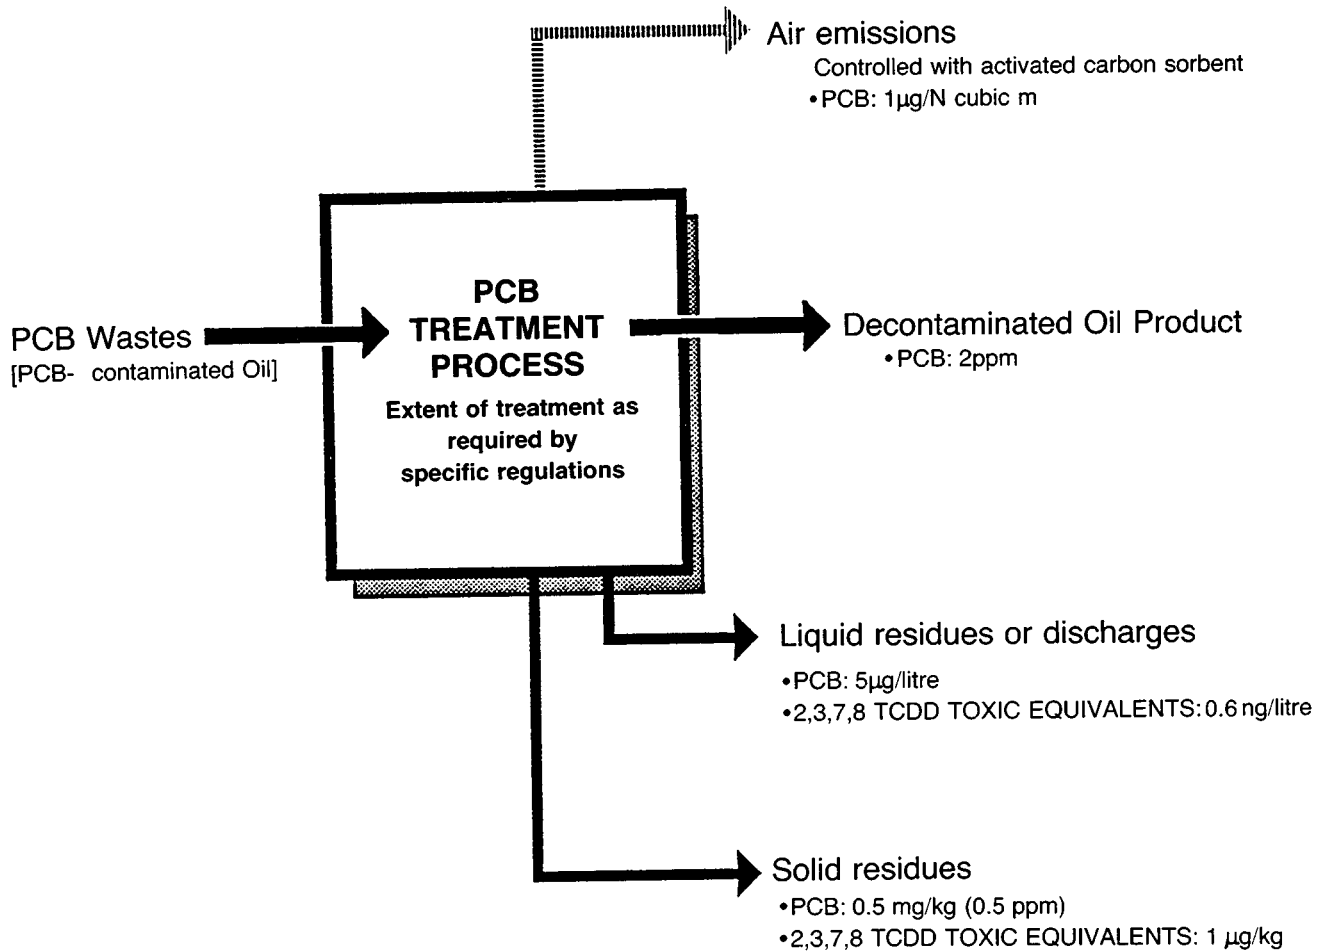 Air emissions
Controlled with activated carbon sorbent
•PCB: 1µg/N cubic m
PCB Wastes
[PCB- contaminated Oil]
PCB
TREATMENT
PROCESS
Extent of treatment as
required by
specific regulations
Decontaminated Oil Product
•PCB: 2ppm
Liquid residues or discharges
•PCB: 5µg/litre
•2,3,7,8 TCDD TOXIC EQUIVALENTS: 0.6 ng/litre
Solid residues
•PCB: 0.5 mg/kg (0.5 ppm)
•2,3,7,8 TCDD TOXIC EQUIVALENTS: 1 µg/kg